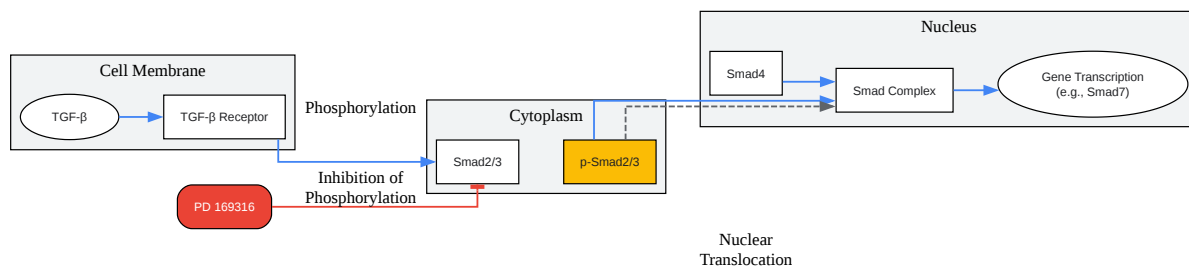 Nucleus
Cell Membrane
Smad4
Gene Transcription
(e.g., Smad7)
Smad Complex
Phosphorylation
TGF-β
TGF-β Receptor
Cytoplasm
Smad2/3
p-Smad2/3
Inhibition of
Phosphorylation
PD 169316
Nuclear
Translocation